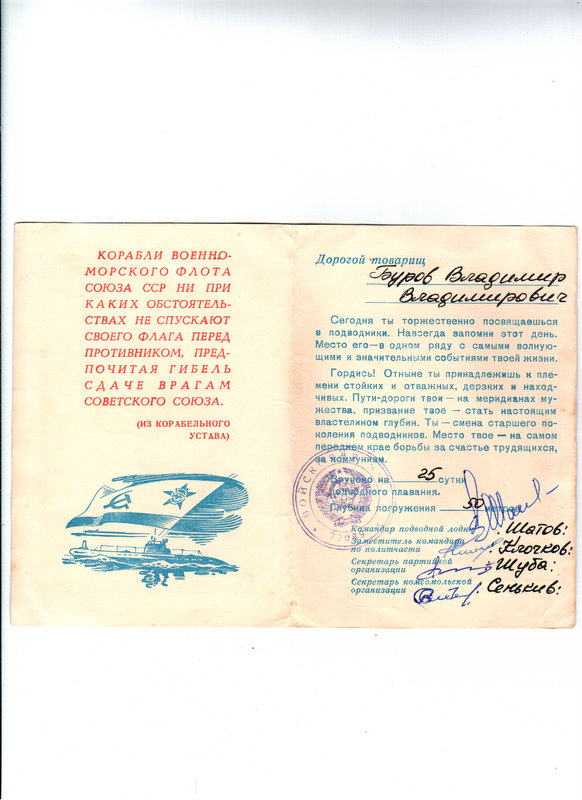 КОРАБЛИ ВОЕННО-
МОРСКОГО ФЛОТА
СОЮЗА ССР НИ ПРИ
КАКИХ ОБСТОЯТЕЛЬ-
СТВАХ НЕ СПУСКАЮТ
СВОЕГО ФЛАГА ПЕРЕД
ПРОТИВНИКОМ, ПРЕД-
ПОЧИТАЯ ГИБЕЛЬ
СДАЧЕ ВРАГАМ
СОВЕТСКОГО СОЮЗА.
(ИЗ КОРАБЕЛЬНОГО
УСТАВА)
Дорогой товарищ
Буров Владимир
Владимирович
Сегодня ты торжественно посвящаешься
в подводники. Навсегда запомни этот день.
Место его—в одном ряду с самыми волную-
щими и значительными событиями твоей жизни.
Гордись! Отныне ты принадлежишь к пле-
мени стойких и отважных, дерзких и наход-
чивых. Пути-дороги твои — на меридианах му-
жества, призвание твое — стать настоящим
властелином глубин. Ты — смена старшего по-
коления подводников. Место твое — на самом
переднем крае борьбы за счастье трудящихся,
за коммунизм.
Вручено на 25 сутки
подводного плавания.
Глубина погружения 50 метров
Командир подводной лодки Шатов:
Заместитель командира
по политчасти Клочков:
Секретарь партийной
организации Шуба:
Секретарь комсомольской
организации Сенькив: